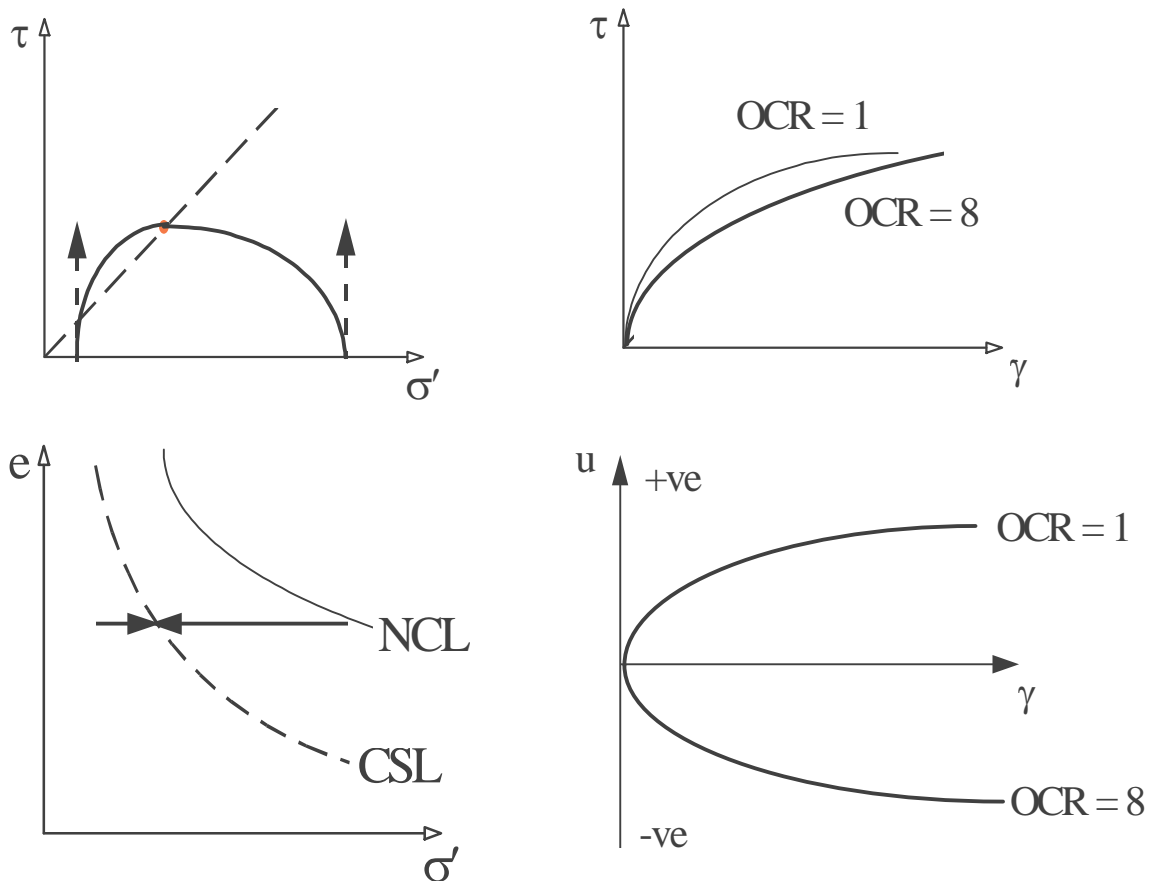 τ
σ′
τ
OCR = 1
OCR = 8
γ
e
NCL
CSL
σ′
u
+ve
OCR = 1
γ
OCR = 8
-ve